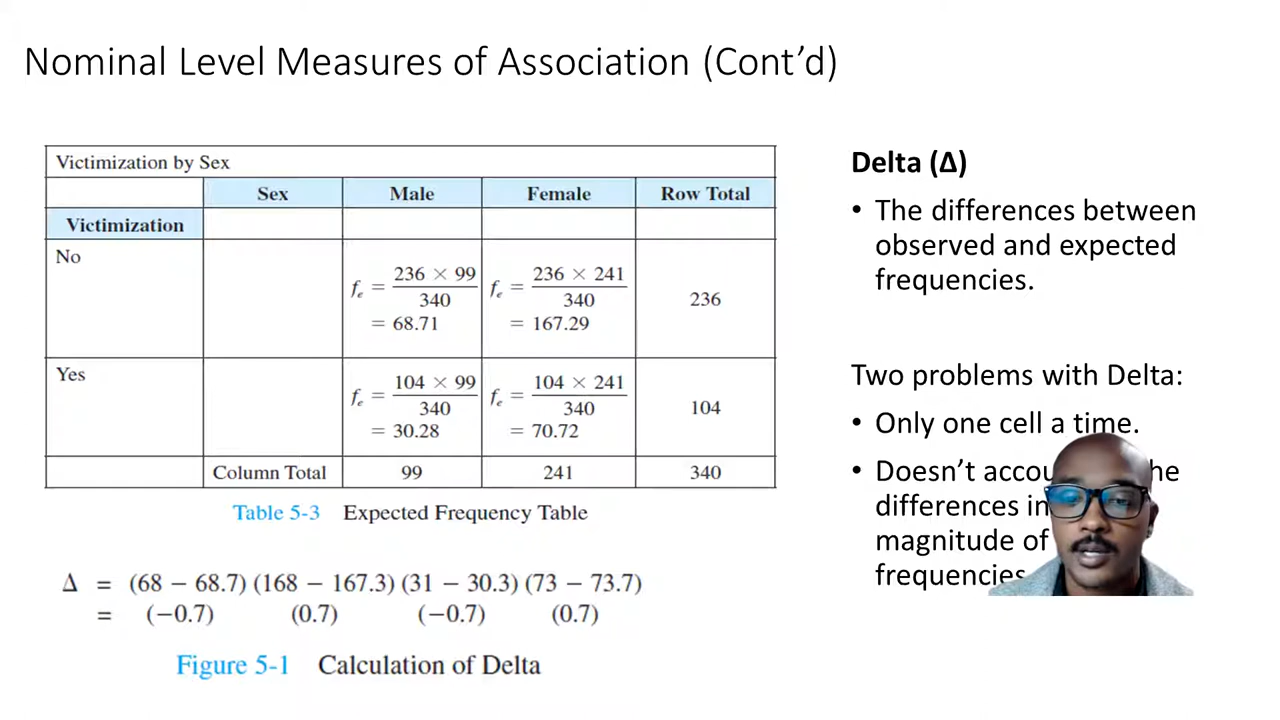 Nominal Level Measures of Association (Cont’d)
Victimization by Sex
Sex Male Female Row Total
Victimization
No
fₑ = 236 × 99 / 340 fₑ = 236 × 241 / 340 236
= 68.71 = 167.29
Yes
fₑ = 104 × 99 / 340 fₑ = 104 × 241 / 340 104
= 30.28 = 70.72
Column Total 99 241 340
Table 5-3 Expected Frequency Table
Δ = (68 − 68.7) (168 − 167.3) (31 − 30.3) (73 − 73.7)
= (−0.7) (0.7) (−0.7) (0.7)
Figure 5-1 Calculation of Delta
Delta (Δ)
• The differences between
observed and expected
frequencies.
Two problems with Delta:
• Only one cell a time.
• Doesn’t
differences in
magnitude of
frequencies